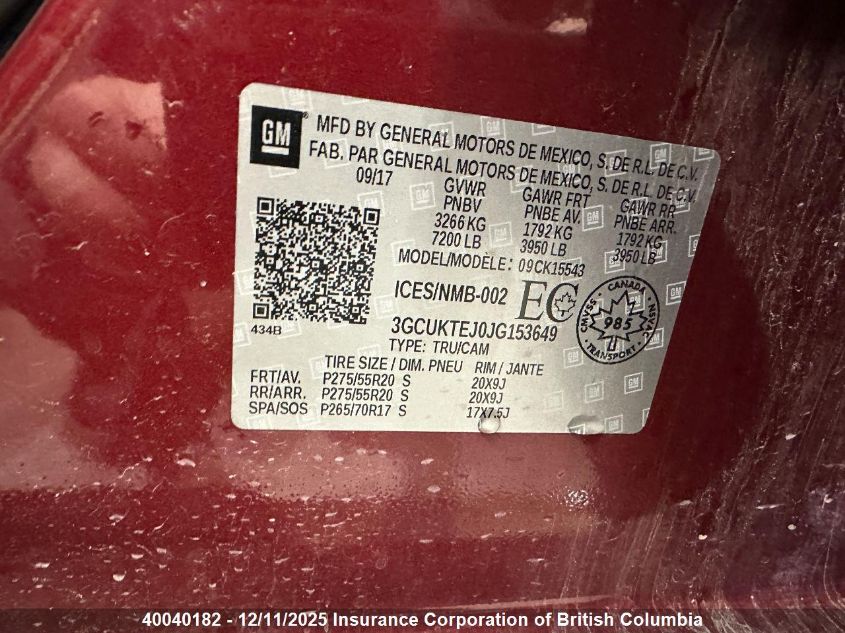 GM ® MFD BY GENERAL MOTORS DE MEXICO, S. DE R.L. DE C.V.
FAB. PAR GENERAL MOTORS DE MEXICO, S. DE R.L. DE C.V.
09/17 GVWR GAWR FRT GAWR RR
PNBV PNBE AV. PNBE ARR.
3266 KG 1792 KG 1792 KG
7200 LB 3950 LB 3950 LB
MODEL/MODÈLE: 09CK15543
ICES/NMB-002 EC
CANADA CMVSS 985 NSVAC TRANSPORT
434B
3GCUKTEJ0JG153649
TYPE: TRU/CAM
TIRE SIZE / DIM. PNEU RIM / JANTE
FRT/AV. P275/55R20 S 20X9J
RR/ARR. P275/55R20 S 20X9J
SPA/SOS P265/70R17 S 17X7.5J
40040182 - 12/11/2025 Insurance Corporation of British Columbia